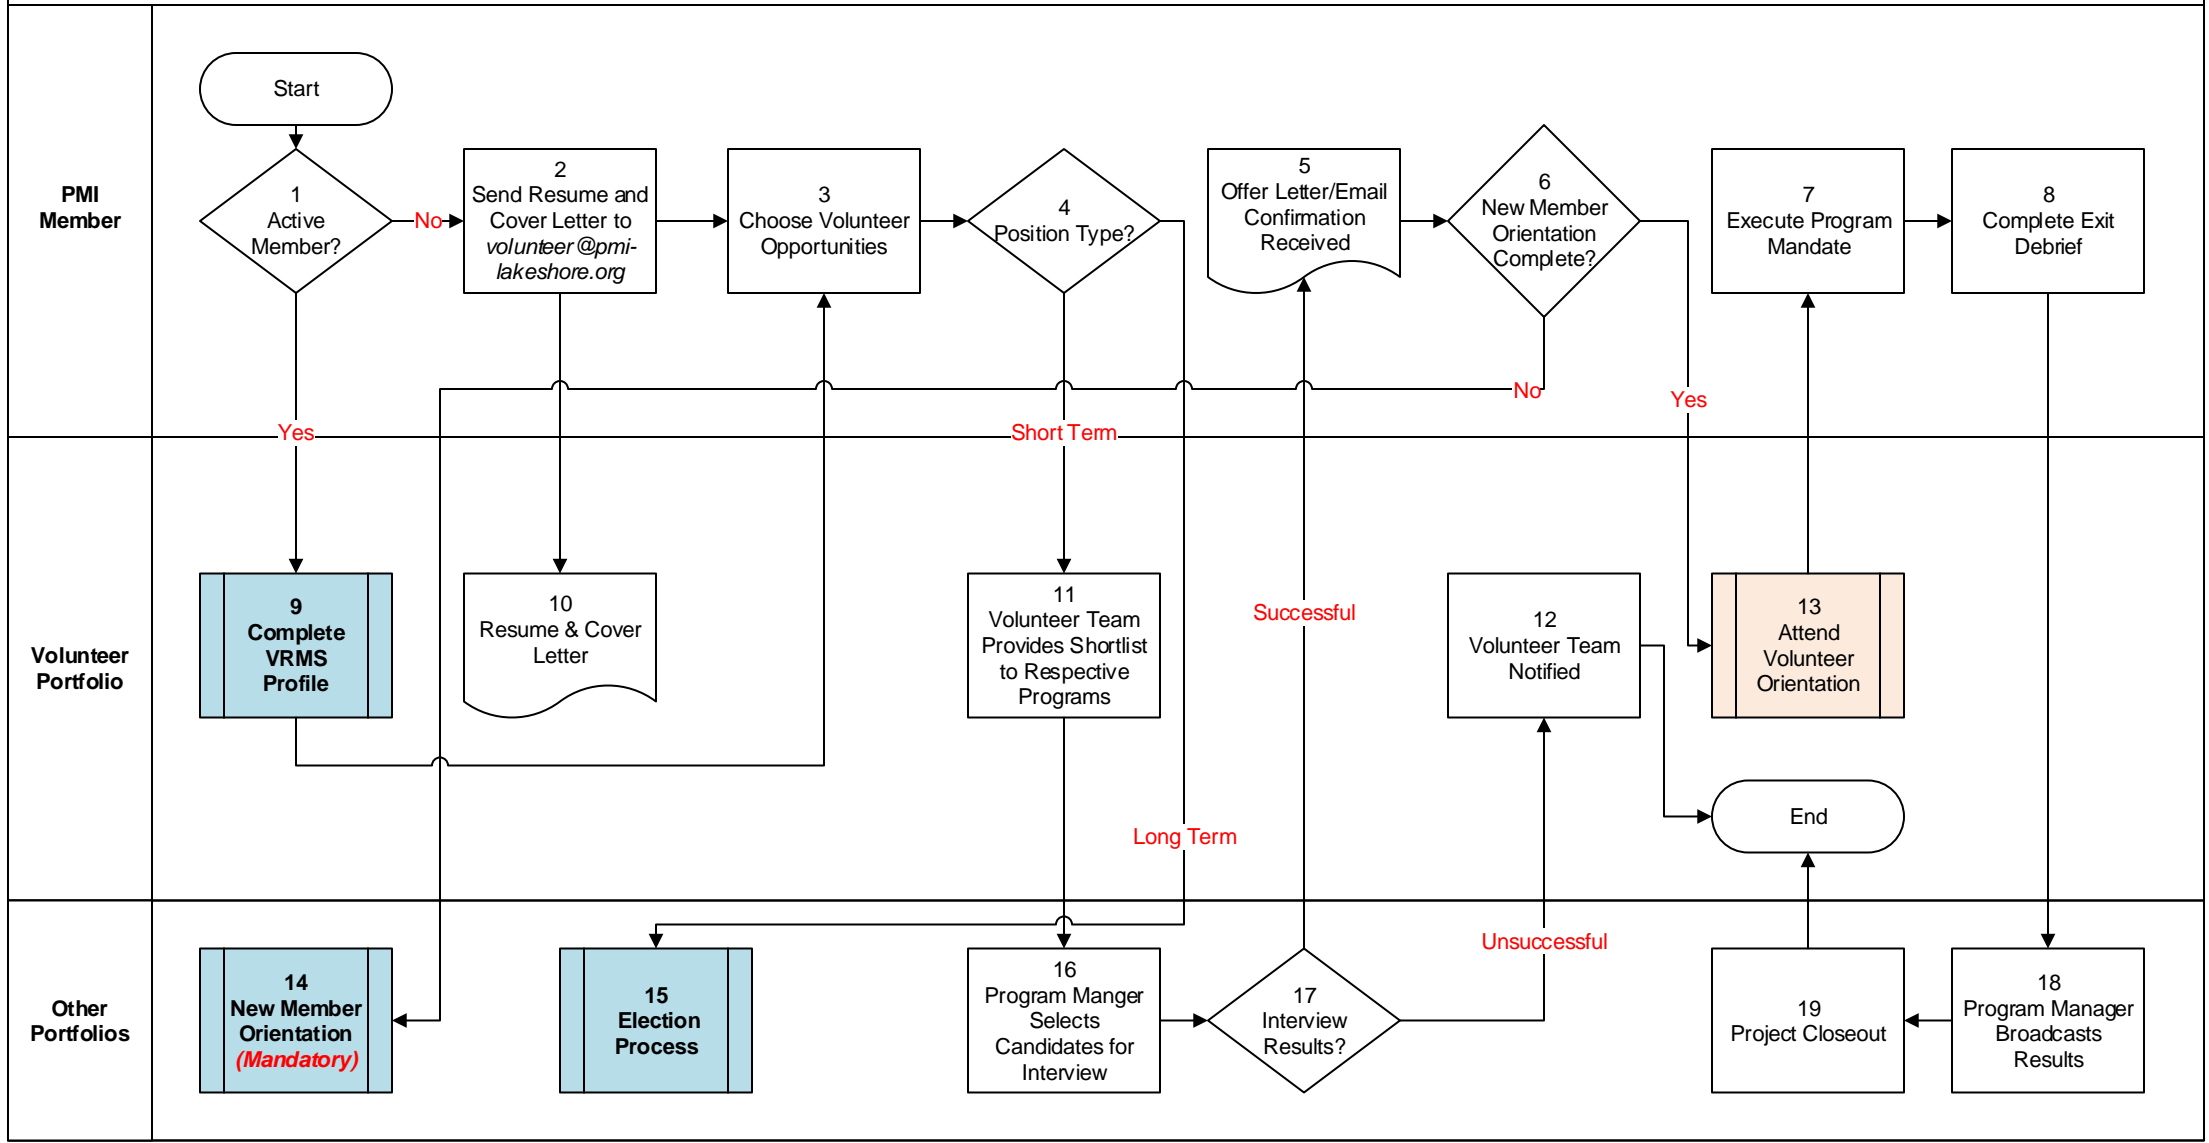 PMI
Member
Start
1
Active
Member?
No
2
Send Resume and
Cover Letter to
volunteer@pmi-
lakeshore.org
3
Choose Volunteer
Opportunities
4
Position Type?
5
Offer Letter/Email
Confirmation
Received
6
New Member
Orientation
Complete?
7
Execute Program
Mandate
8
Complete Exit
Debrief
No
Yes
Yes
Short Term
Volunteer
Portfolio
9
Complete
VRMS
Profile
10
Resume & Cover
Letter
11
Volunteer Team
Provides Shortlist
to Respective
Programs
Successful
12
Volunteer Team
Notified
13
Attend
Volunteer
Orientation
End
Long Term
Other
Portfolios
14
New Member
Orientation
(Mandatory)
15
Election
Process
16
Program Manger
Selects
Candidates for
Interview
17
Interview
Results?
Unsuccessful
19
Project Closeout
18
Program Manager
Broadcasts
Results